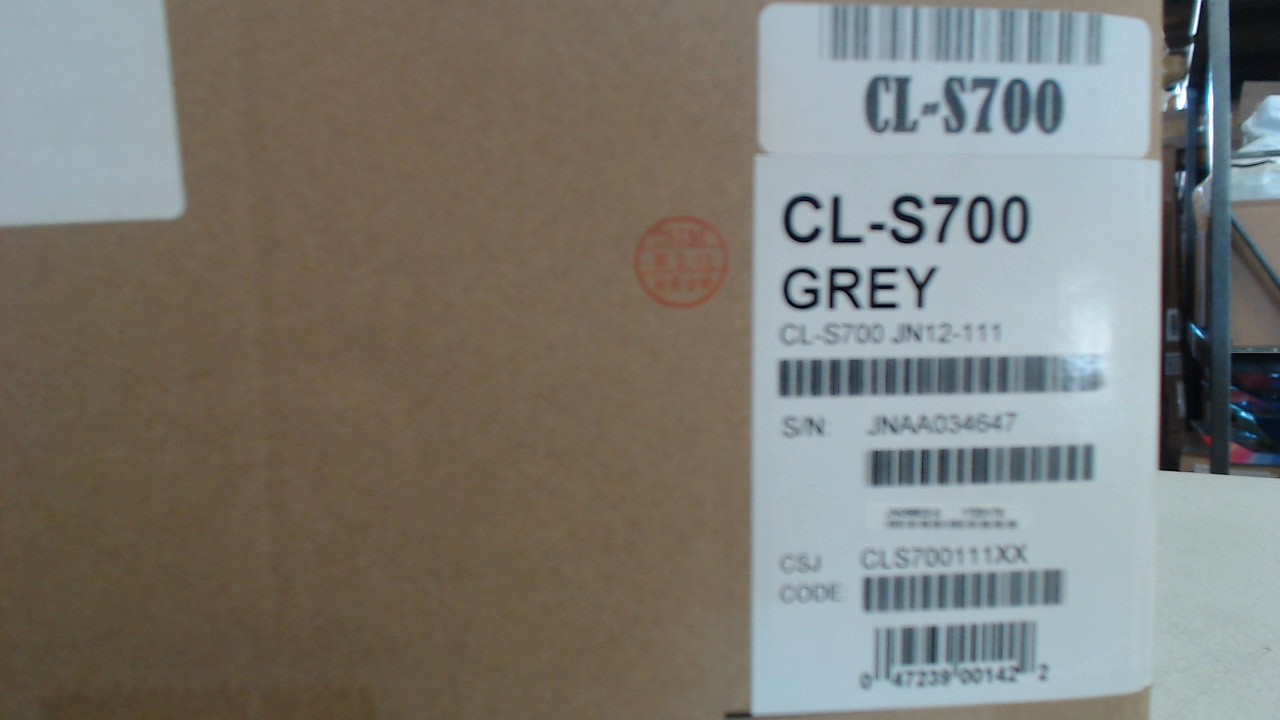 CL-S700
CL-S700
GREY
CL-S700 JN12-111
S/N: JNAA034647
CSJ CLS700111XX
CODE:
0 47239 00142 2